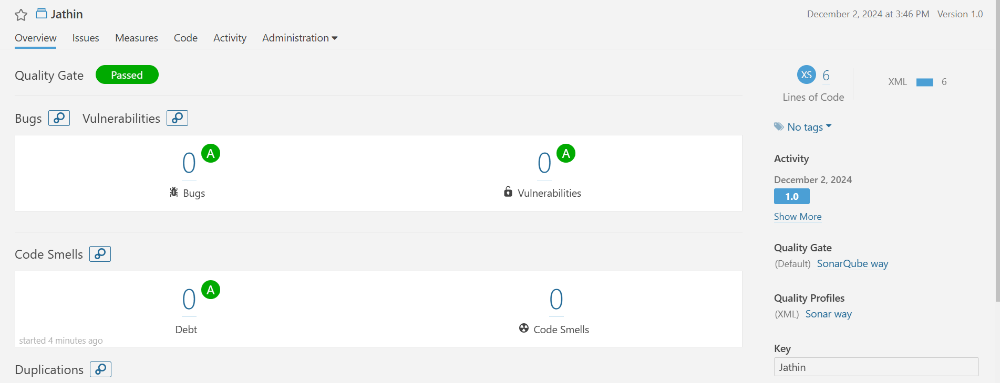 Jathin
December 2, 2024 at 3:46 PM Version 1.0
Overview Issues Measures Code Activity Administration
Quality Gate Passed
XS 6
Lines of Code
XML 6
Bugs Vulnerabilities
No tags
0 A
Bugs
0 A
Vulnerabilities
Activity
December 2, 2024
1.0
Show More
Code Smells
Quality Gate
(Default) SonarQube way
0 A
Debt
0
Code Smells
started 4 minutes ago
Quality Profiles
(XML) Sonar way
Key
Jathin
Duplications